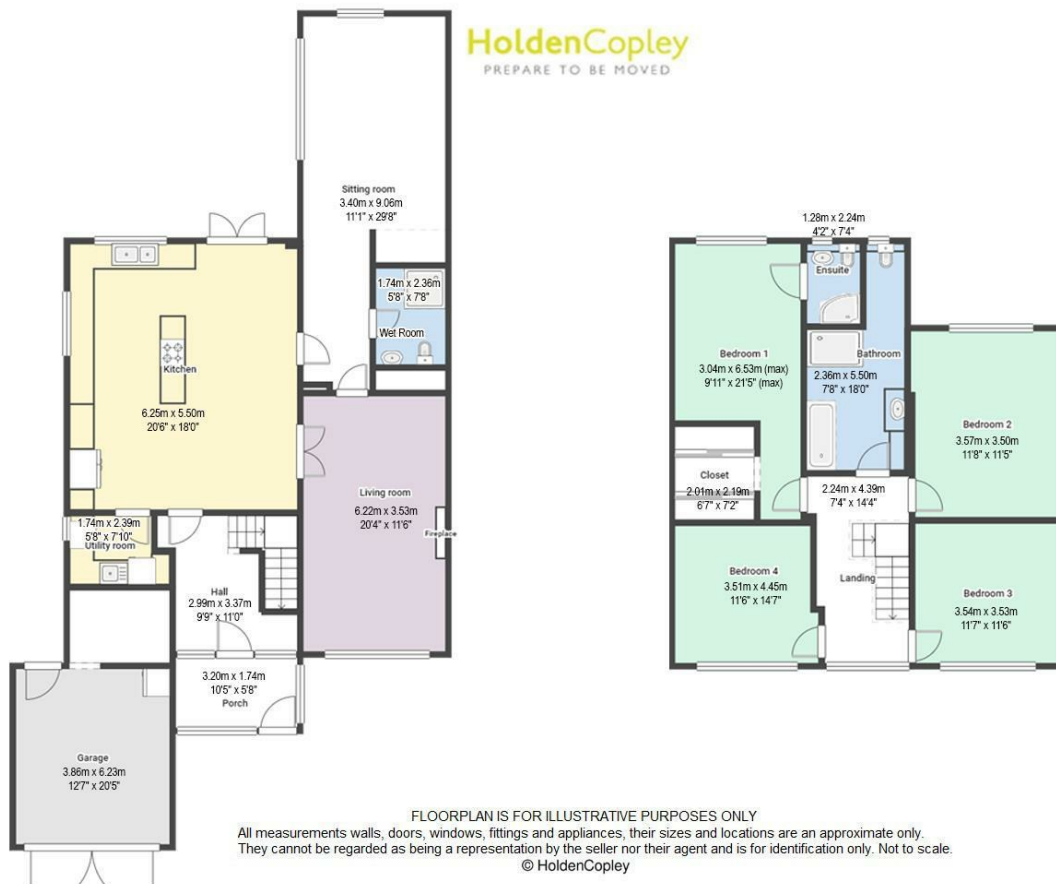 HoldenCopley
PREPARE TO BE MOVED
Sitting room
3.40m x 9.06m
11'1" x 29'8"
1.74m x 2.36m
5'8" x 7'8"
Wet Room
Kitchen
6.25m x 5.50m
20'6" x 18'0"
1.74m x 2.39m
5'8" x 7'10"
Utility room
Living room
6.22m x 3.53m
20'4" x 11'6"
Fireplace
Hall
2.99m x 3.37m
9'9" x 11'0"
3.20m x 1.74m
10'5" x 5'8"
Porch
Garage
3.86m x 6.23m
12'7" x 20'5"
1.28m x 2.24m
4'2" x 7'4"
Ensuite
Bedroom 1
3.04m x 6.53m (max)
9'11" x 21'5" (max)
Bathroom
2.36m x 5.50m
7'8" x 18'0"
Bedroom 2
3.57m x 3.50m
11'8" x 11'5"
Closet
2.01m x 2.19m
6'7" x 7'2"
2.24m x 4.39m
7'4" x 14'4"
Landing
Bedroom 4
3.51m x 4.45m
11'6" x 14'7"
Bedroom 3
3.54m x 3.53m
11'7" x 11'6"
FLOORPLAN IS FOR ILLUSTRATIVE PURPOSES ONLY
All measurements walls, doors, windows, fittings and appliances, their sizes and locations are an approximate only.
They cannot be regarded as being a representation by the seller nor their agent and is for identification only. Not to scale.
© HoldenCopley